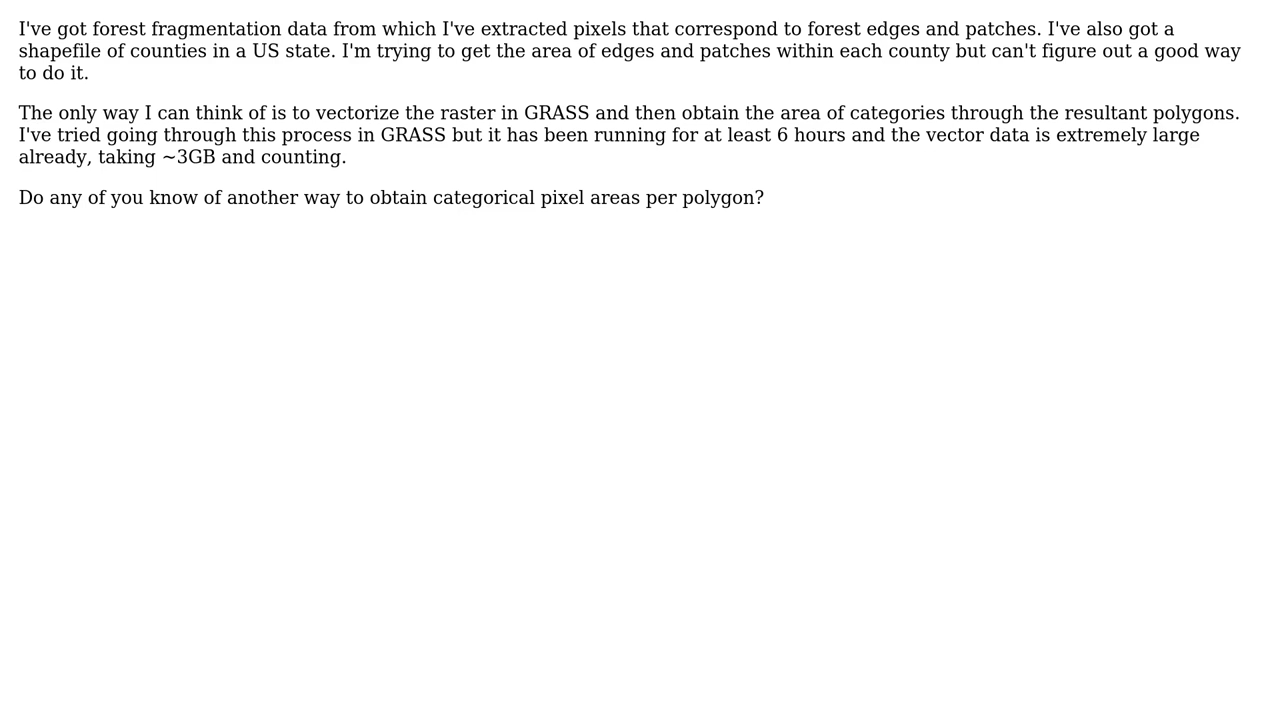 I've got forest fragmentation data from which I've extracted pixels that correspond to forest edges and patches. I've also got a
shapefile of counties in a US state. I'm trying to get the area of edges and patches within each county but can't figure out a good way
to do it.
The only way I can think of is to vectorize the raster in GRASS and then obtain the area of categories through the resultant polygons.
I've tried going through this process in GRASS but it has been running for at least 6 hours and the vector data is extremely large
already, taking ~3GB and counting.
Do any of you know of another way to obtain categorical pixel areas per polygon?